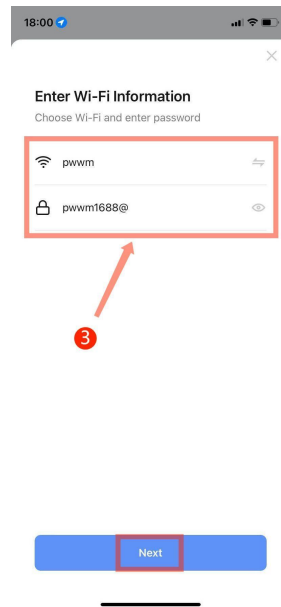 18:00
Enter Wi-Fi Information
Choose Wi-Fi and enter password
pwwm
pwwm1688@
3
Next